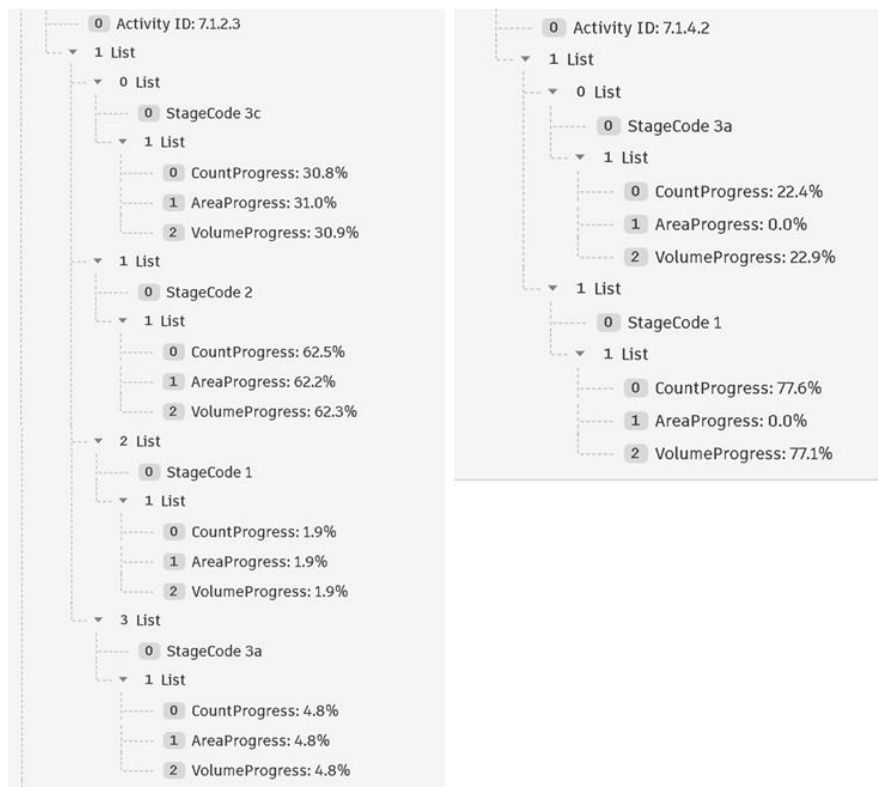 0 Activity ID: 7.1.2.3
1 List
0 List
0 StageCode 3c
1 List
0 CountProgress: 30.8%
1 AreaProgress: 31.0%
2 VolumeProgress: 30.9%
1 List
0 StageCode 2
1 List
0 CountProgress: 62.5%
1 AreaProgress: 62.2%
2 VolumeProgress: 62.3%
2 List
0 StageCode 1
1 List
0 CountProgress: 1.9%
1 AreaProgress: 1.9%
2 VolumeProgress: 1.9%
3 List
0 StageCode 3a
1 List
0 CountProgress: 4.8%
1 AreaProgress: 4.8%
2 VolumeProgress: 4.8%
0 Activity ID: 7.1.4.2
1 List
0 List
0 StageCode 3a
1 List
0 CountProgress: 22.4%
1 AreaProgress: 0.0%
2 VolumeProgress: 22.9%
1 List
0 StageCode 1
1 List
0 CountProgress: 77.6%
1 AreaProgress: 0.0%
2 VolumeProgress: 77.1%